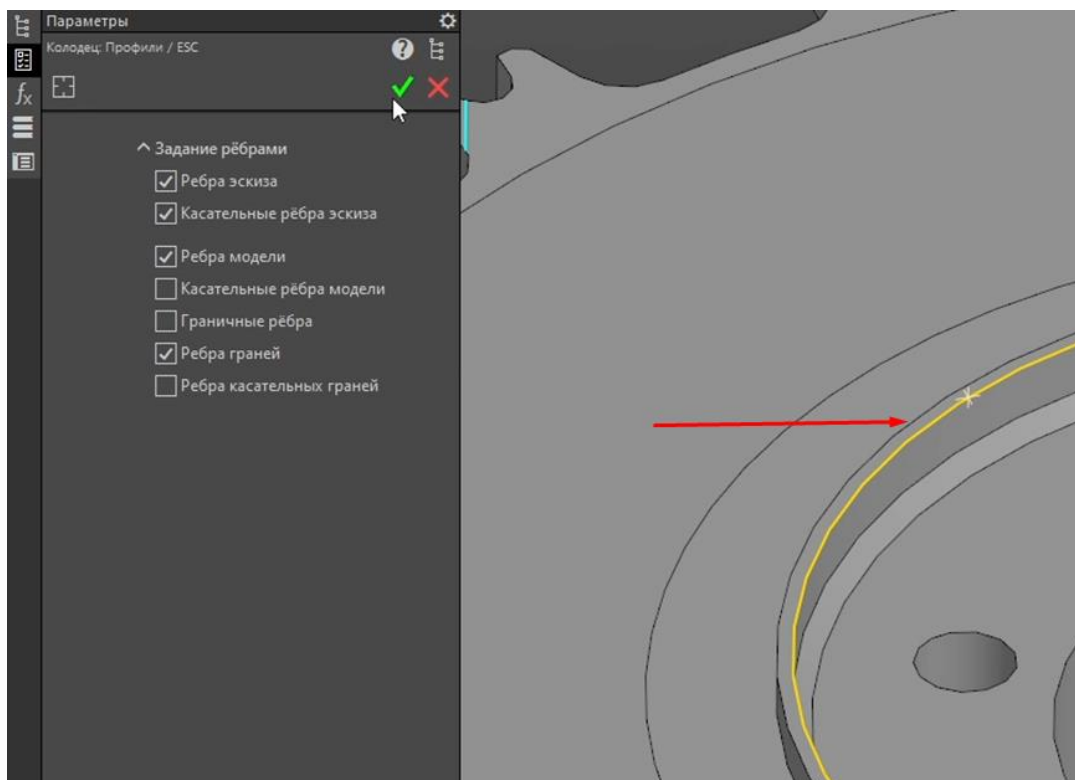 Параметры
Колодец: Профили / ESC
Задание рёбрами
Ребра эскиза
Касательные рёбра эскиза
Ребра модели
Касательные рёбра модели
Граничные рёбра
Ребра граней
Ребра касательных граней